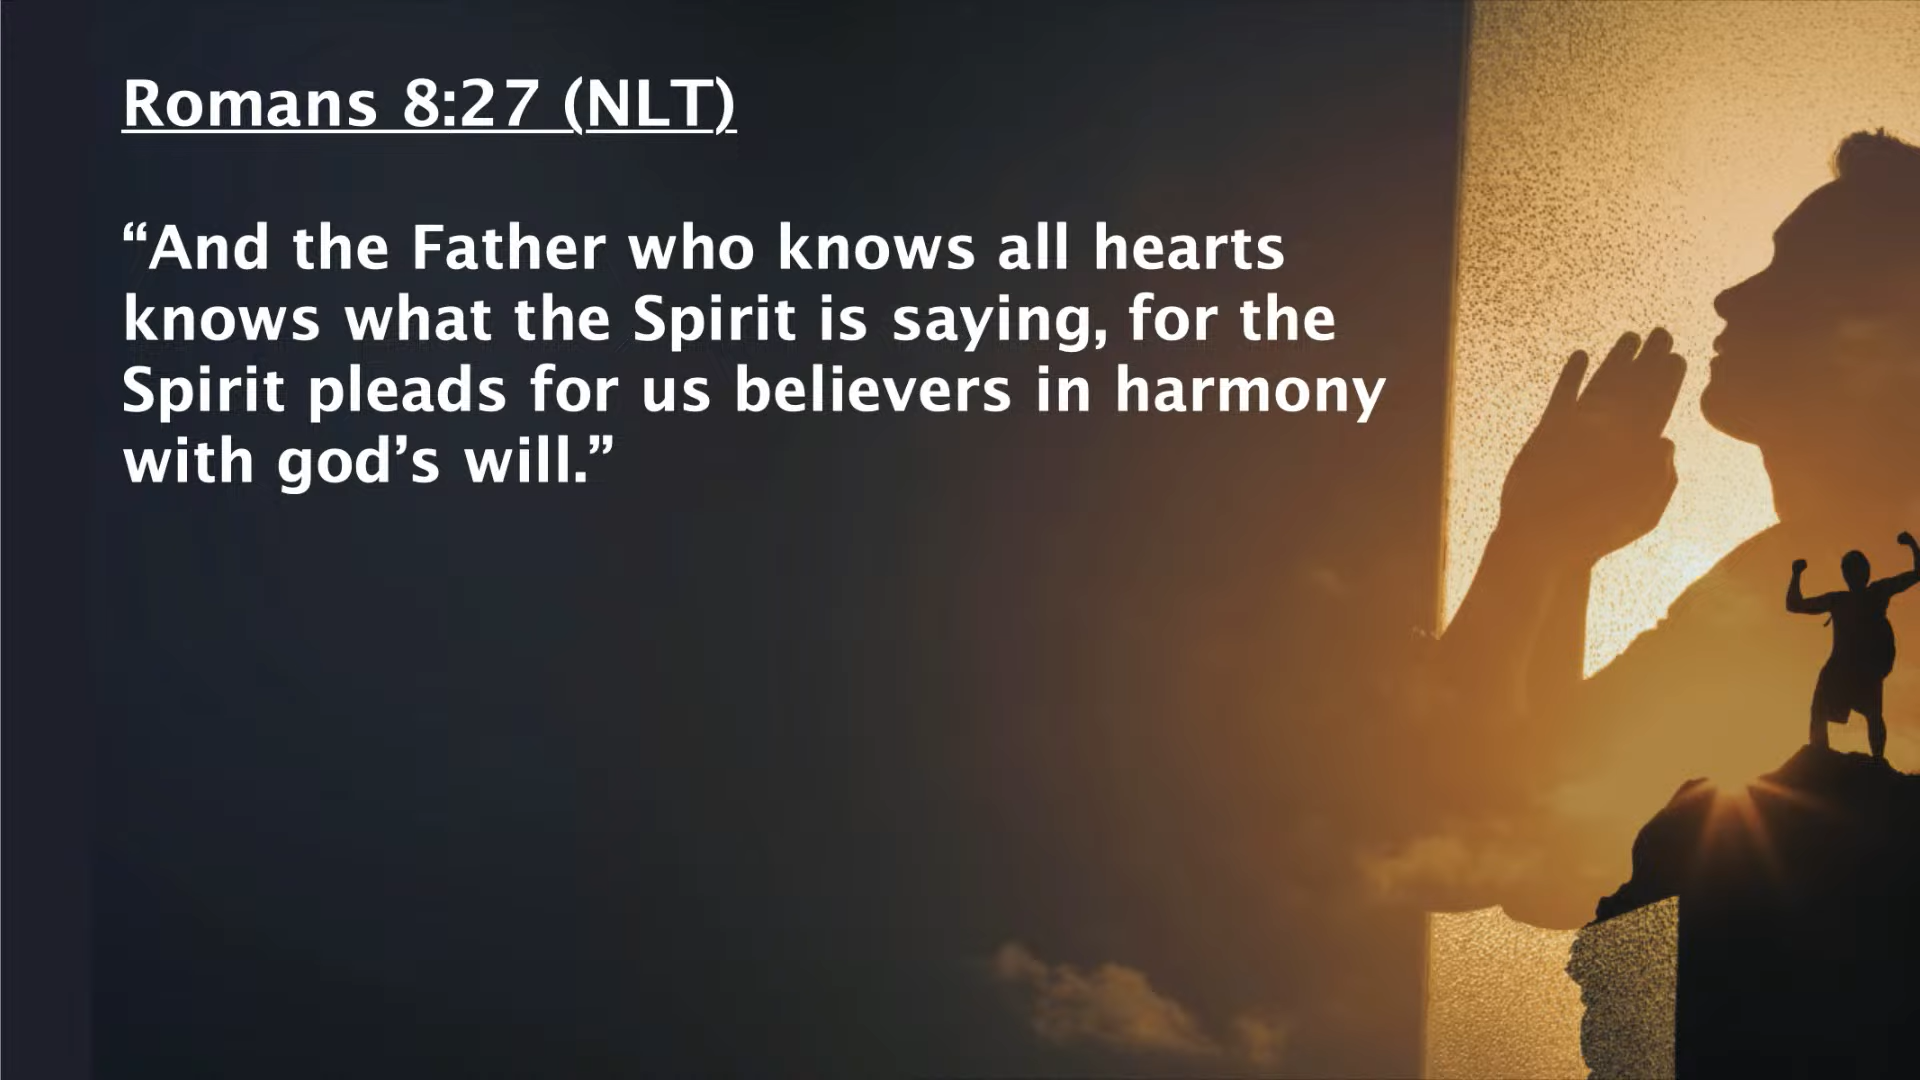 Romans 8:27 (NLT)
“And the Father who knows all hearts
knows what the Spirit is saying, for the
Spirit pleads for us believers in harmony
with god’s will.”